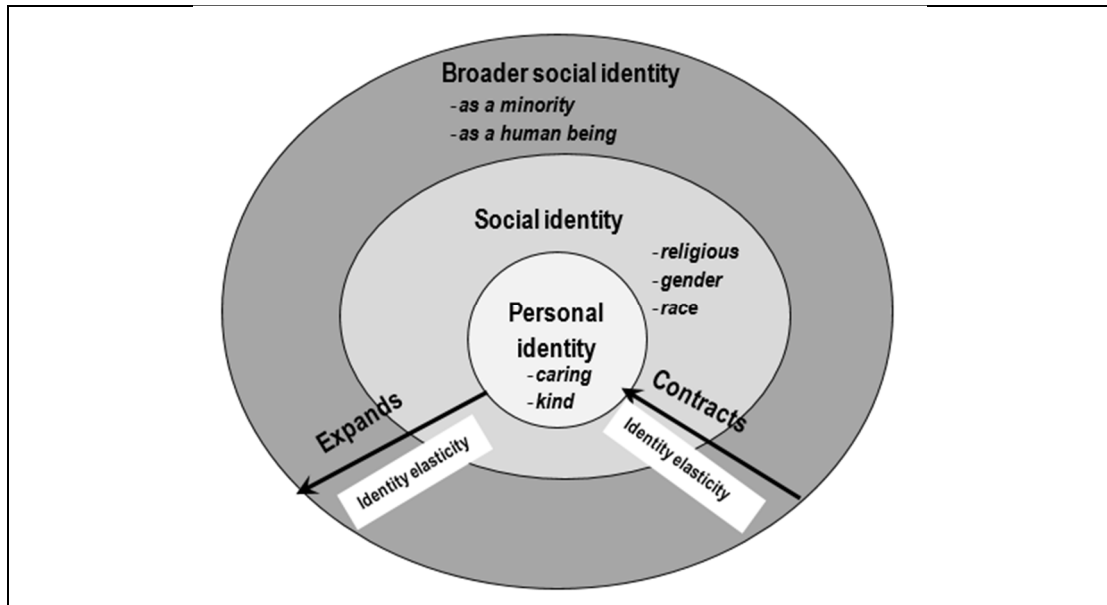 Broader social identity
-as a minority
-as a human being
Social identity
-religious
-gender
-race
Personal
identity
-caring
-kind
Expands
Contracts
Identity elasticity
Identity elasticity